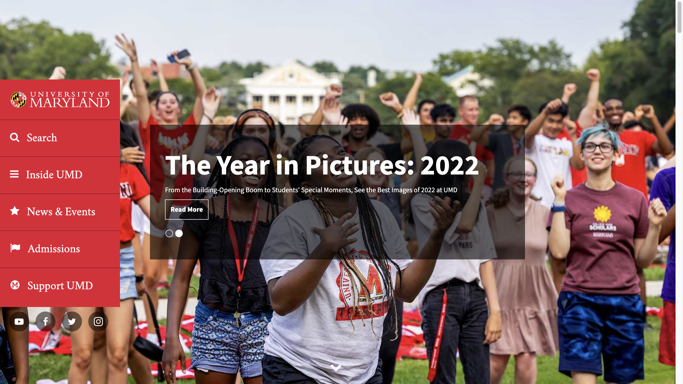 UNIVERSITY OF
MARYLAND
Search
Inside UMD
News & Events
Admissions
Support UMD
The Year in Pictures: 2022
From the Building-Opening Boom to Students' Special Moments, See the Best Images of 2022 at UMD
Read More
SCHOLARS